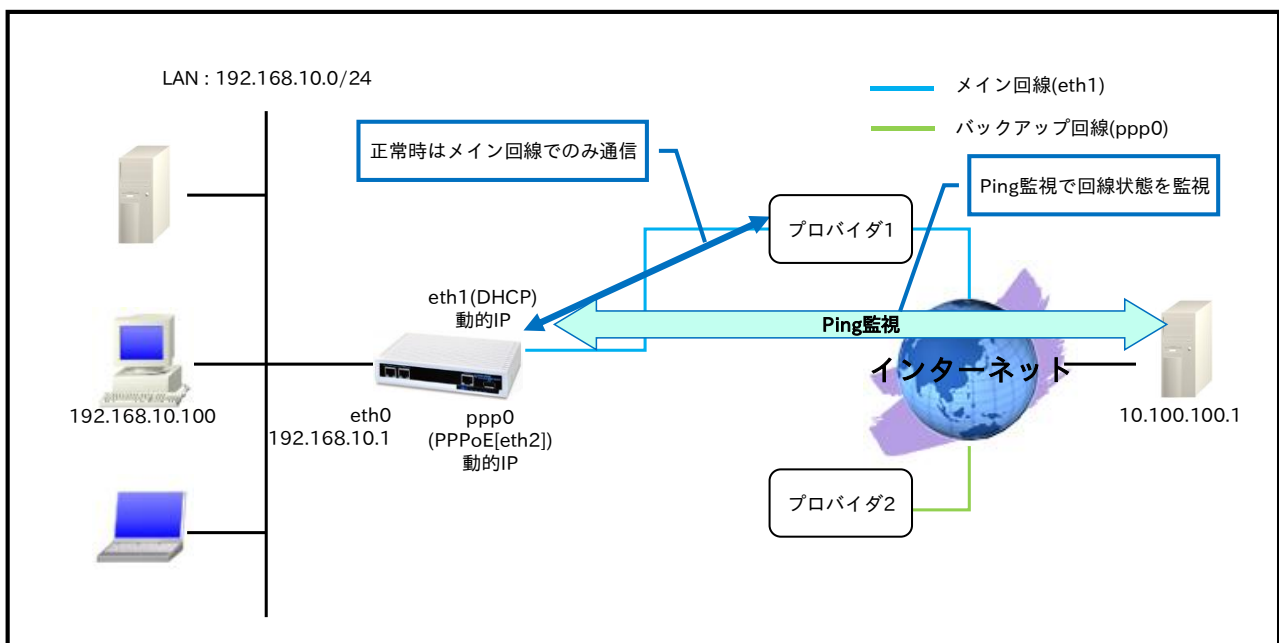 LAN : 192.168.10.0/24
メイン回線(eth1)
バックアップ回線(ppp0)
正常時はメイン回線でのみ通信
Ping監視で回線状態を監視
プロバイダ1
eth1(DHCP)
動的IP
Ping監視
インターネット
192.168.10.100
eth0
192.168.10.1
ppp0
(PPPoE[eth2])
動的IP
10.100.100.1
プロバイダ2